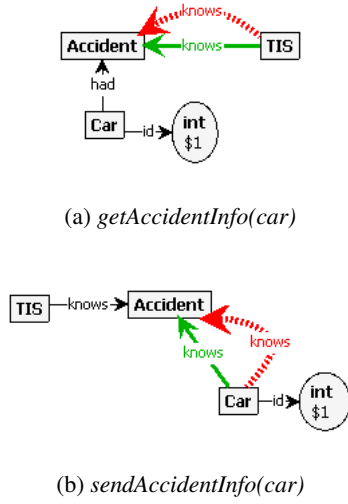 knows
Accident
knows
TIS
had
Car
id
int
$1
(a) getAccidentInfo(car)
TIS
knows
Accident
knows
knows
Car
id
int
$1
(b) sendAccidentInfo(car)